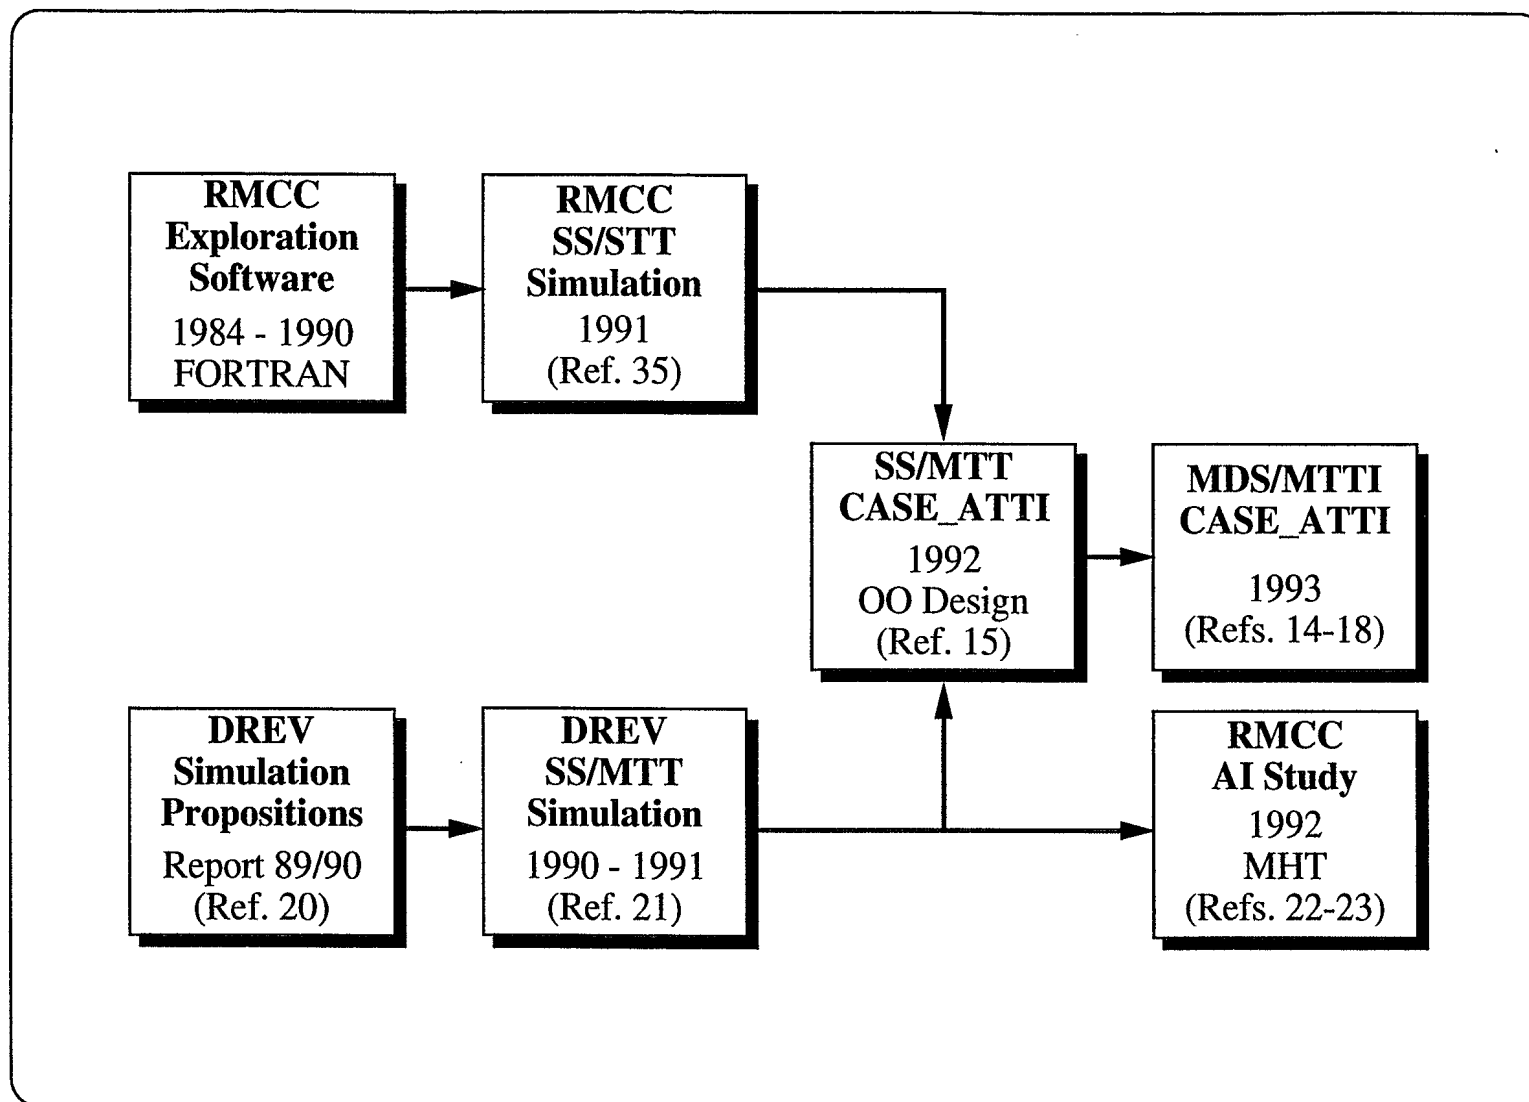 RMCC
Exploration
Software
1984 - 1990
FORTRAN
RMCC
SS/STT
Simulation
1991
(Ref. 35)
SS/MTT
CASE_ATTI
1992
OO Design
(Ref. 15)
MDS/MTTI
CASE_ATTI
1993
(Refs. 14-18)
DREV
Simulation
Propositions
Report 89/90
(Ref. 20)
DREV
SS/MTT
Simulation
1990 - 1991
(Ref. 21)
RMCC
AI Study
1992
MHT
(Refs. 22-23)